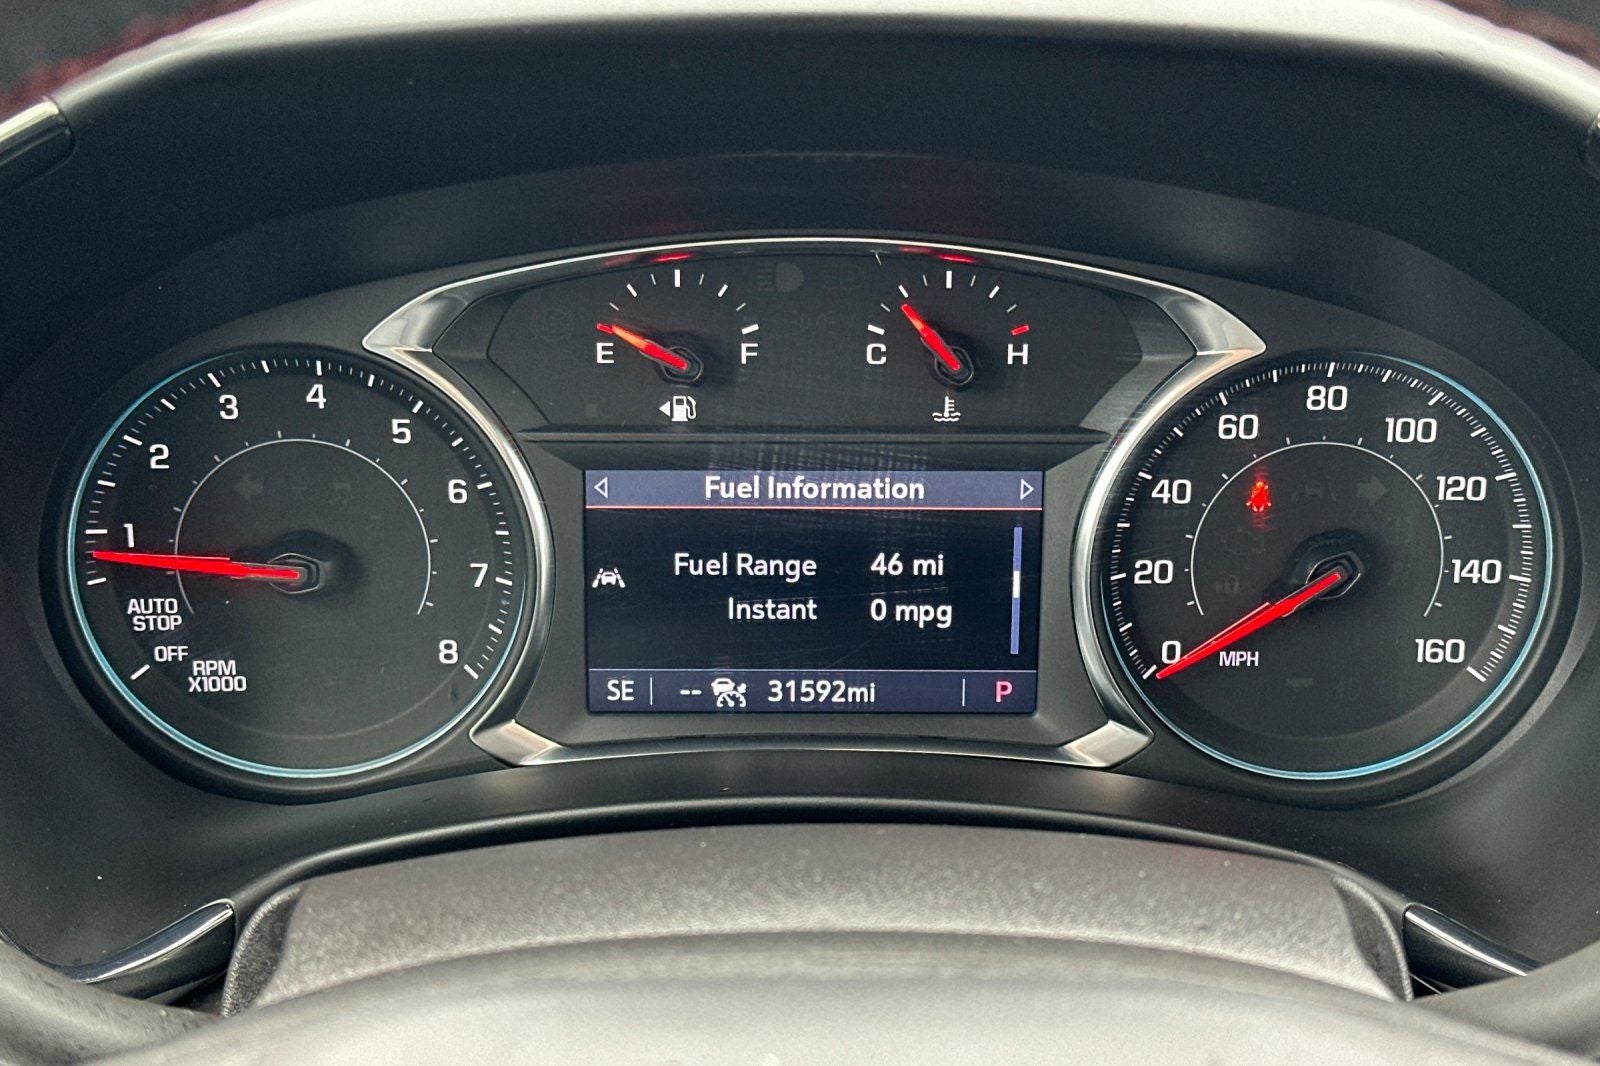 E F
C H
1
2
3
4
5
6
7
8
AUTO
STOP
OFF
RPM
X1000
Fuel Information
Fuel Range 46 mi
Instant 0 mpg
SE -- 31592mi P
0
20
40
60
80
100
120
140
160
MPH